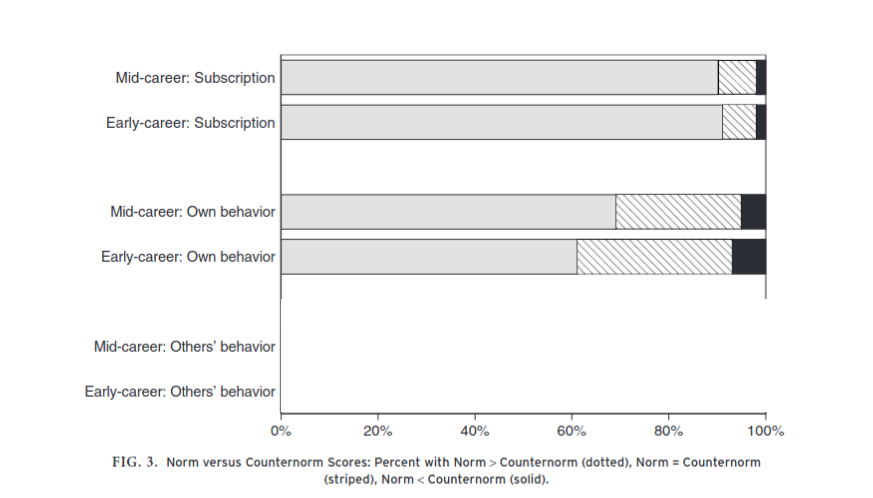 Mid-career: Subscription
Early-career: Subscription
Mid-career: Own behavior
Early-career: Own behavior
Mid-career: Others’ behavior
Early-career: Others’ behavior
0% 20% 40% 60% 80% 100%
FIG. 3. Norm versus Counternorm Scores: Percent with Norm > Counternorm (dotted), Norm = Counternorm
(striped), Norm < Counternorm (solid).